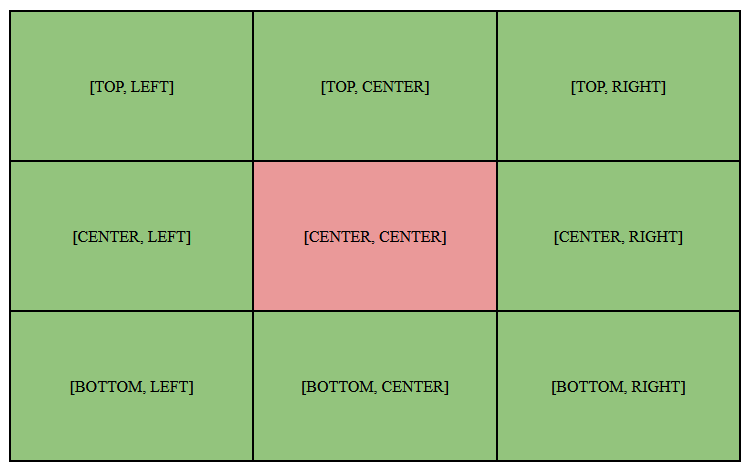 [TOP, LEFT]
[TOP, CENTER]
[TOP, RIGHT]
[CENTER, LEFT]
[CENTER, CENTER]
[CENTER, RIGHT]
[BOTTOM, LEFT]
[BOTTOM, CENTER]
[BOTTOM, RIGHT]